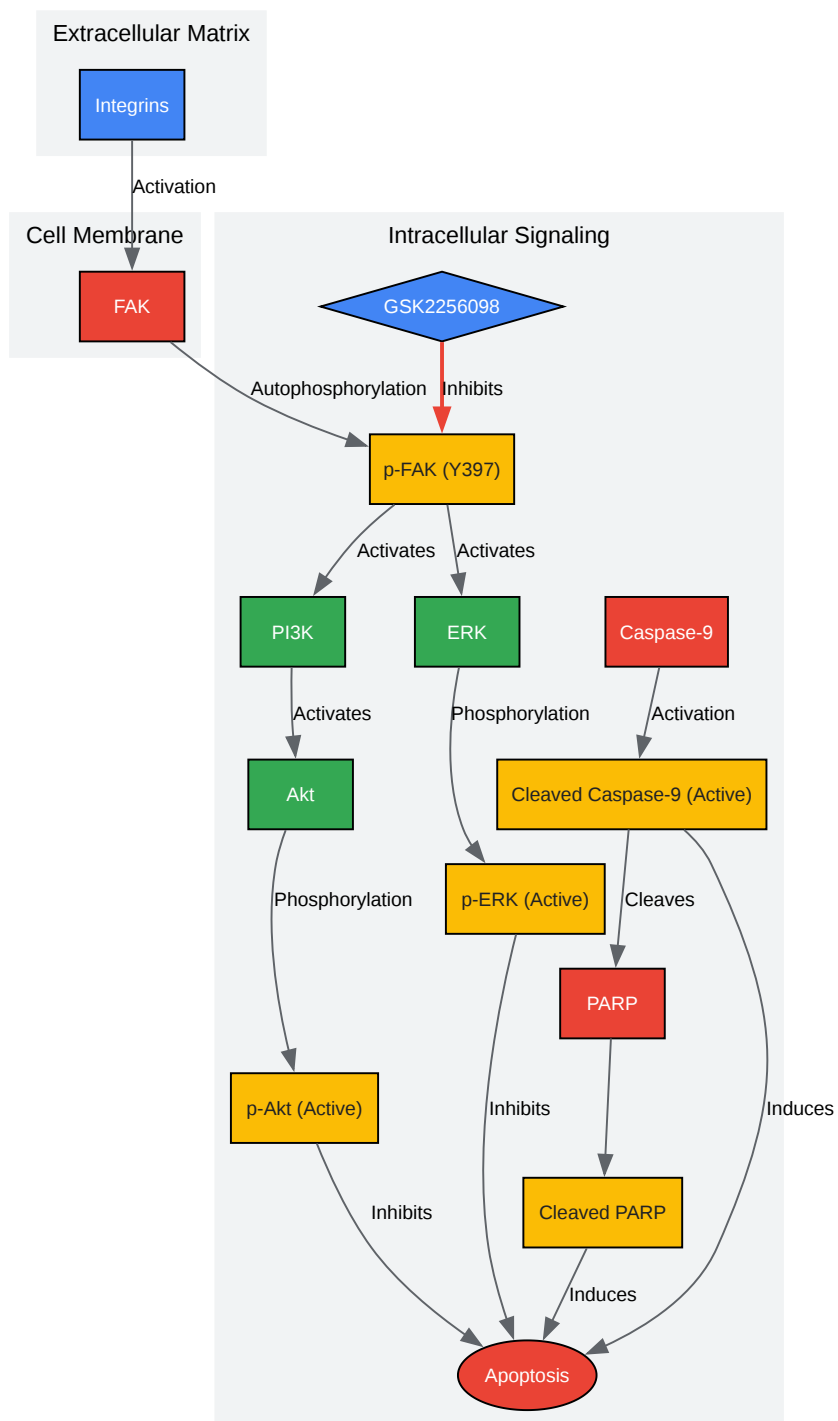 Extracellular Matrix
Integrins
Activation
Cell Membrane
Intracellular Signaling
FAK
GSK2256098
Autophosphorylation
Inhibits
p-FAK (Y397)
Activates
Activates
PI3K
ERK
Caspase-9
Activates
Phosphorylation
Activation
Akt
Cleaved Caspase-9 (Active)
Phosphorylation
p-ERK (Active)
Cleaves
PARP
p-Akt (Active)
Inhibits
Induces
Inhibits
Cleaved PARP
Induces
Apoptosis